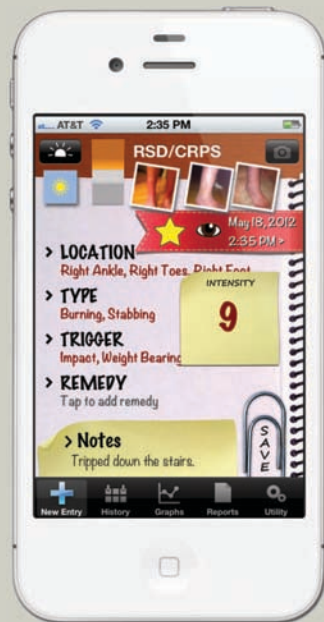 AT&T 2:35 PM
RSD/CRPS
May 18, 2012
2:35 PM >
> LOCATION
Right Ankle, Right Toes, Right Foot
INTENSITY
9
> TYPE
Burning, Stabbing
> TRIGGER
Impact, Weight Bearing
> REMEDY
Tap to add remedy
SAVE
> Notes
Tripped down the stairs.
New Entry History Graphs Reports Utility